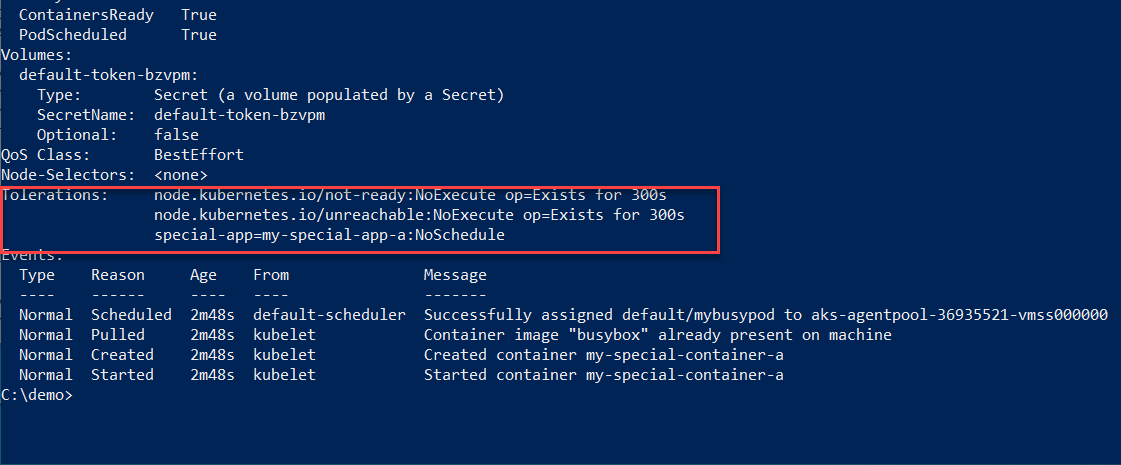 ContainersReady   True
PodScheduled      True
Volumes:
default-token-bzvpm:
Type:        Secret (a volume populated by a Secret)
SecretName:  default-token-bzvpm
Optional:    false
QoS Class:       BestEffort
Node-Selectors:  <none>
Tolerations:     node.kubernetes.io/not-ready:NoExecute op=Exists for 300s
node.kubernetes.io/unreachable:NoExecute op=Exists for 300s
special-app=my-special-app-a:NoSchedule
Events:
Type    Reason     Age    From               Message
----    ------     ----   ----               -------
Normal  Scheduled  2m48s  default-scheduler  Successfully assigned default/mybusypod to aks-agentpool-36935521-vmss000000
Normal  Pulled     2m48s  kubelet            Container image "busybox" already present on machine
Normal  Created    2m48s  kubelet            Created container my-special-container-a
Normal  Started    2m48s  kubelet            Started container my-special-container-a
C:\demo>